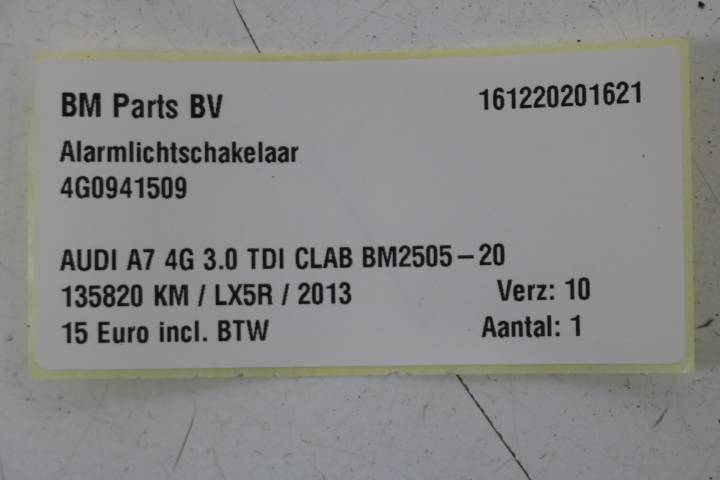 BM Parts BV 161220201621
Alarmlichtschakelaar
4G0941509
AUDI A7 4G 3.0 TDI CLAB BM2505-20
135820 KM / LX5R / 2013 Verz: 10
15 Euro incl. BTW Aantal: 1